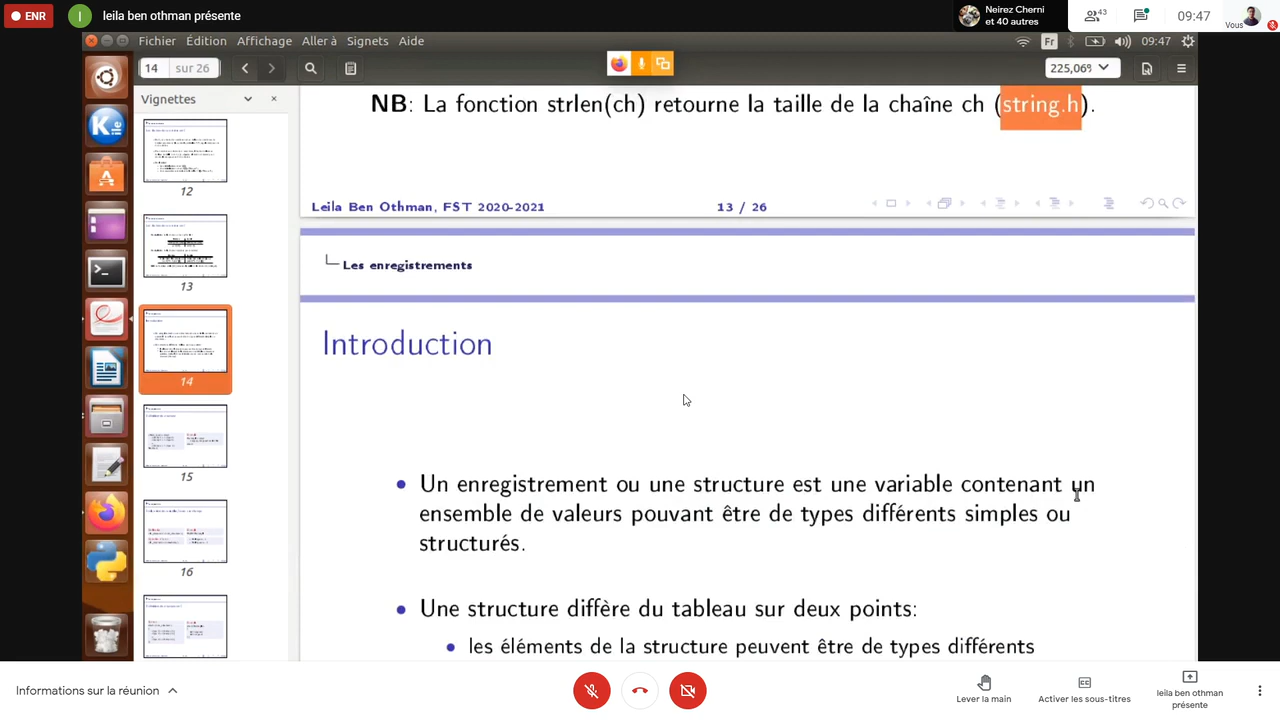 ENR
I
leila ben othman présente
Neirez Cherni
et 40 autres
43
09:47
Vous
Fichier Édition Affichage Aller à Signets Aide
Fr
09:47
14 sur 26
225,06%
Vignettes
12
13
14
15
16
NB: La fonction strlen(ch) retourne la taille de la chaîne ch (string.h).
Leila Ben Othman, FST 2020-2021
13 / 26
Les enregistrements
Introduction
Un enregistrement ou une structure est une variable contenant un
ensemble de valeurs pouvant être de types différents simples ou
structurés.
Une structure diffère du tableau sur deux points:
les éléments de la structure peuvent être de types différents
Informations sur la réunion
Lever la main
Activer les sous-titres
leila ben othman
présente